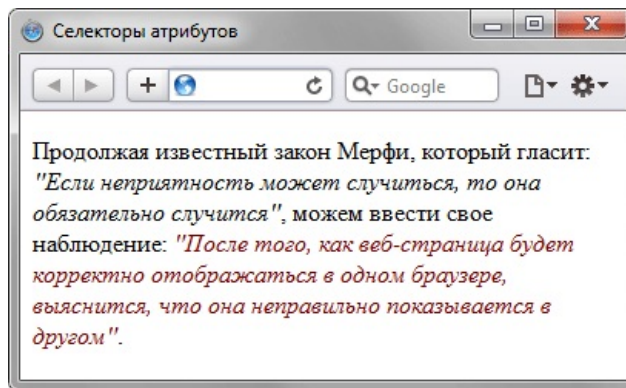 Селекторы атрибутов
Google
Продолжая известный закон Мерфи, который гласит:
"Если неприятность может случиться, то она
обязательно случится", можем ввести свое
наблюдение: "После того, как веб-страница будет
корректно отображаться в одном браузере,
выяснится, что она неправильно показывается в
другом".